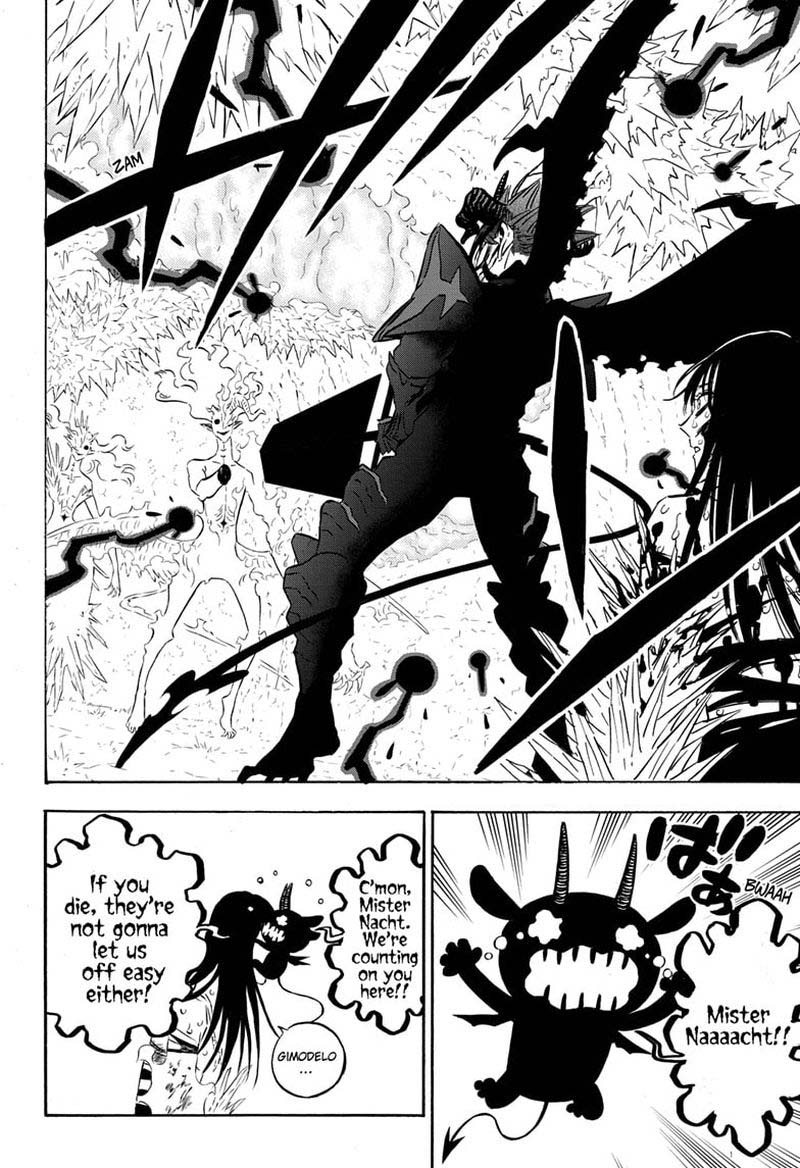 ZAM
ばぁ
BWAAH
Mister
Naaaacht!!
C'mon,
Mister
Nacht.
We're
counting
on you
here!!
GIMODELO
...
If you
die, they're
not gonna
let us
off easy
either!
1